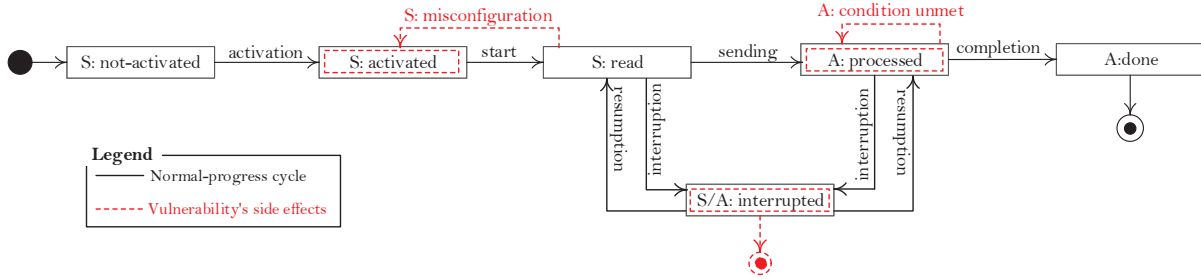 S: misconfiguration
A: condition unmet
activation
start
sending
completion
S: not-activated
S: activated
S: read
A: processed
A:done
resumption
interruption
interruption
resumption
Legend
Normal-progress cycle
Vulnerability's side effects
S/A: interrupted